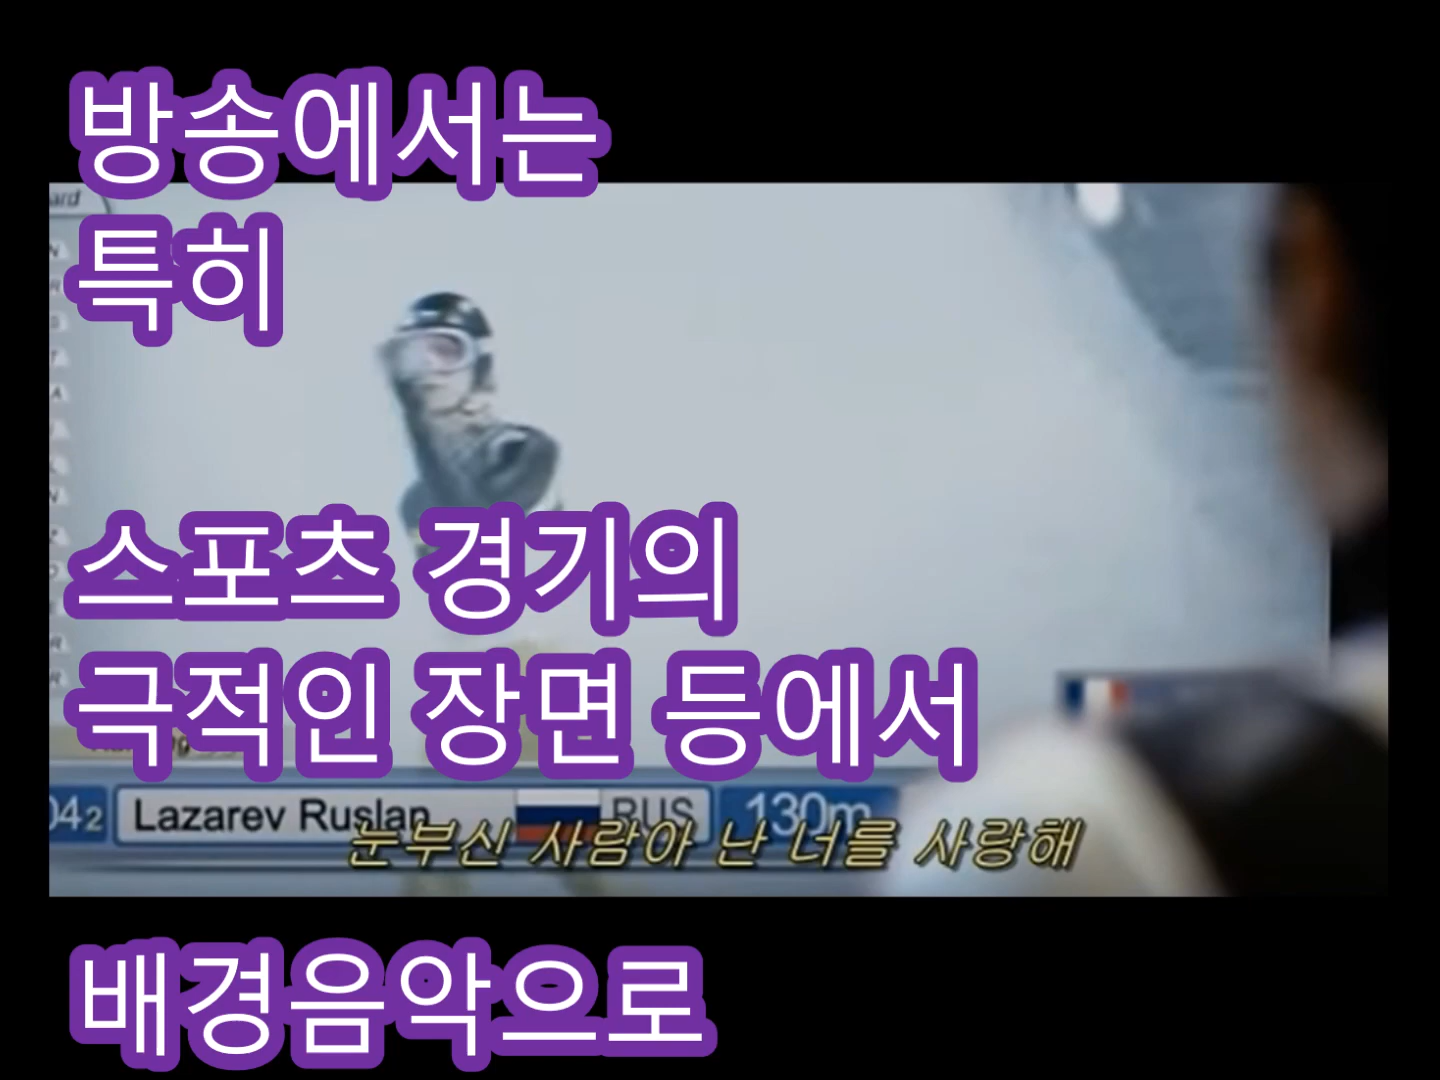 방송에서는
ard
특히
스포츠 경기의
극적인 장면 등에서
04₂ Lazarev Ruslan RUS 130m
눈부신 사람아 난 너를 사랑해
배경음악으로